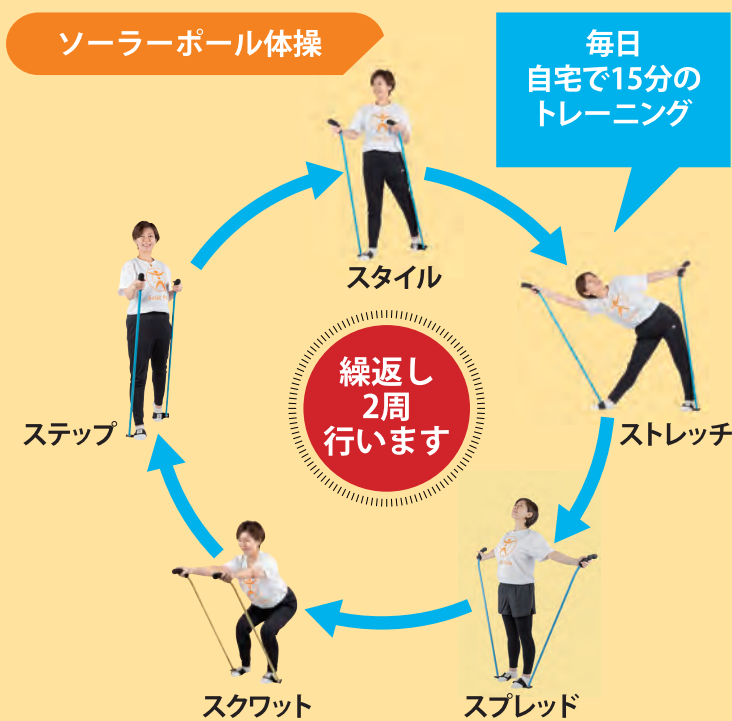 ソーラーポール体操
毎日
自宅で15分の
トレーニング
スタイル
ストレッチ
スプレッド
スクワット
ステップ
繰返し
2周
行います